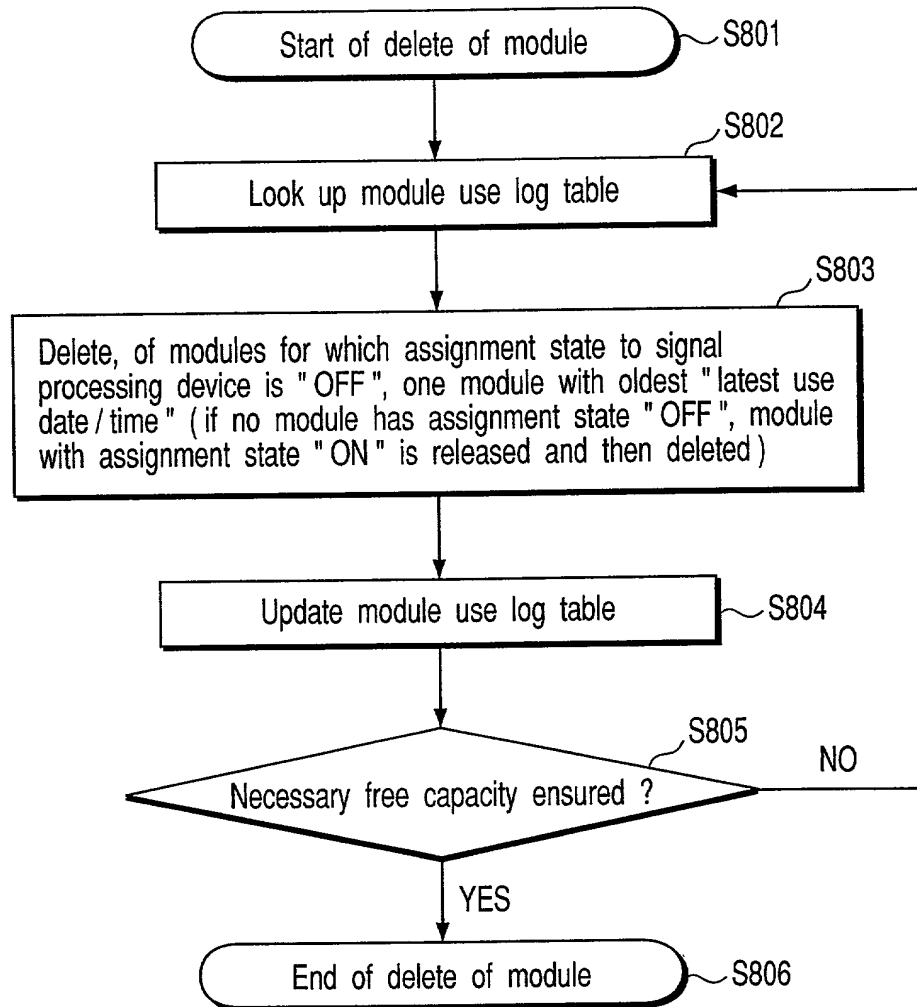 Start of delete of module
S801
S802
Look up module use log table
S803
Delete, of modules for which assignment state to signal
processing device is "OFF", one module with oldest "latest use
date / time" ( if no module has assignment state "OFF", module
with assignment state "ON" is released and then deleted )
Update module use log table
S804
S805
Necessary free capacity ensured ?
NO
YES
End of delete of module
S806